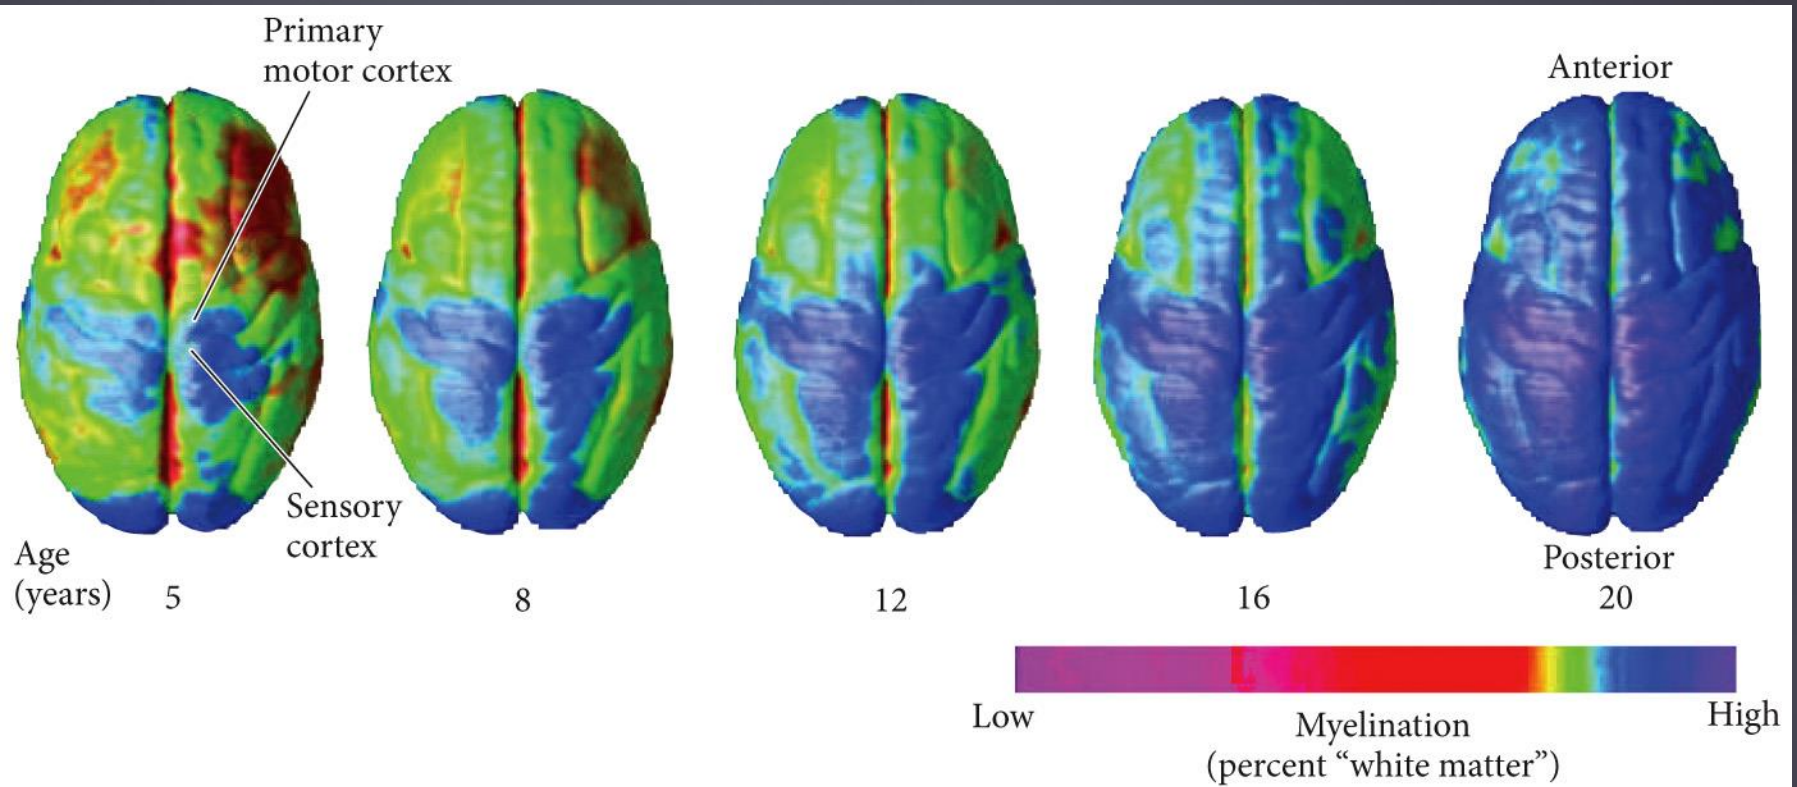 Primary
motor cortex
Anterior
Sensory
cortex
Posterior
Age
(years) 5 8 12 16 20
Low High
Myelination
(percent “white matter”)